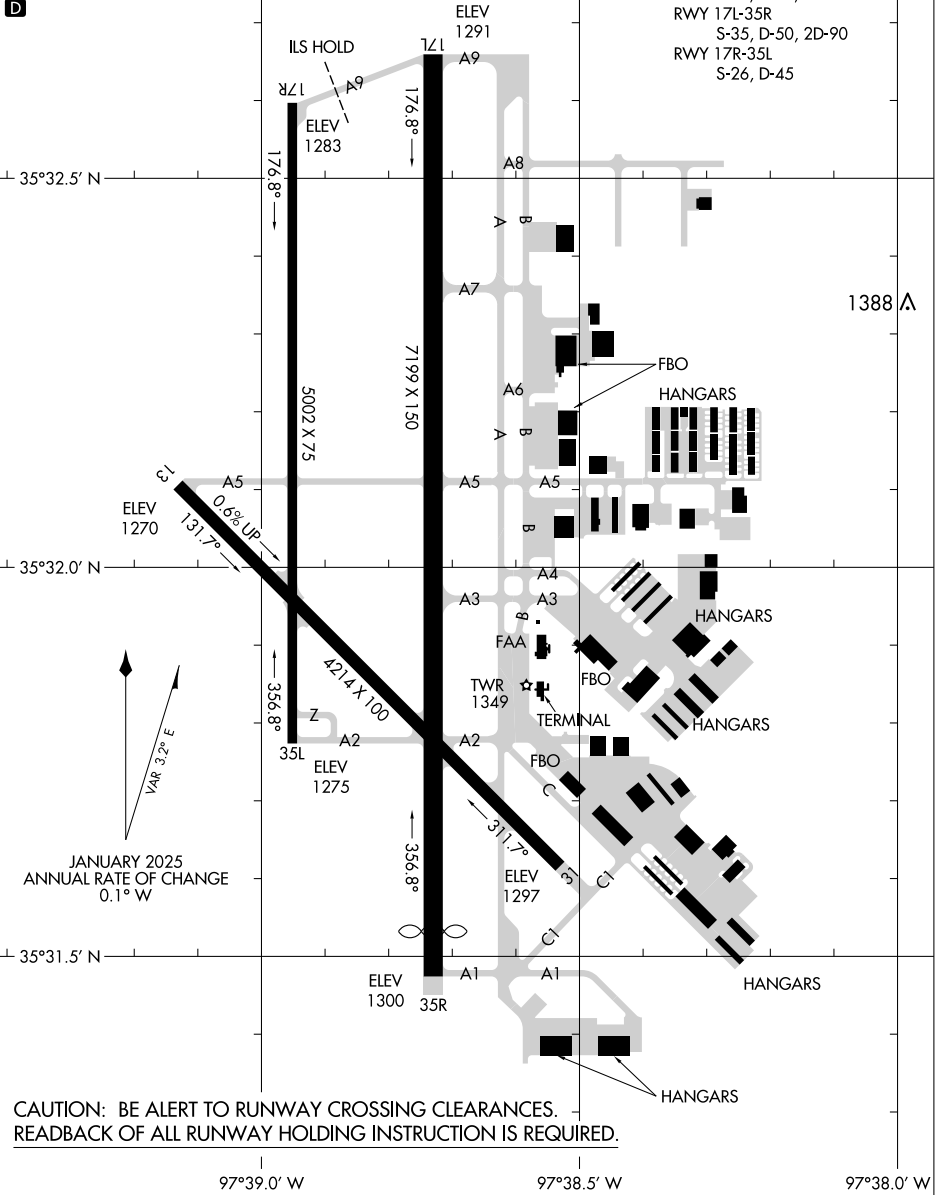 D
RWY 17L-35R
S-35, D-50, 2D-90
RWY 17R-35L
S-26, D-45
ELEV
1291
ILS HOLD
17L
A9
A9
17R
ELEV
1283
176.8°
176.8°
A8
35°32.5' N
A
B
A7
1388
7199 X 150
5002 X 75
FBO
A6
HANGARS
A
B
13
A5
A5
A5
ELEV
1270
0.6% UP
131.7°
B
35°32.0' N
A4
A3
A3
B
HANGARS
FAA
FBO
TWR
1349
TERMINAL
HANGARS
4214 X 100
356.8°
Z
A2
A2
35L
ELEV
1275
FBO
C
VAR 3.2° E
356.8°
311.7°
JANUARY 2025
ANNUAL RATE OF CHANGE
0.1° W
ELEV
1297
31
C1
C1
35°31.5' N
ELEV
1300
35R
A1
A1
HANGARS
HANGARS
CAUTION: BE ALERT TO RUNWAY CROSSING CLEARANCES.
READBACK OF ALL RUNWAY HOLDING INSTRUCTION IS REQUIRED.
97°39.0' W
97°38.5' W
97°38.0' W